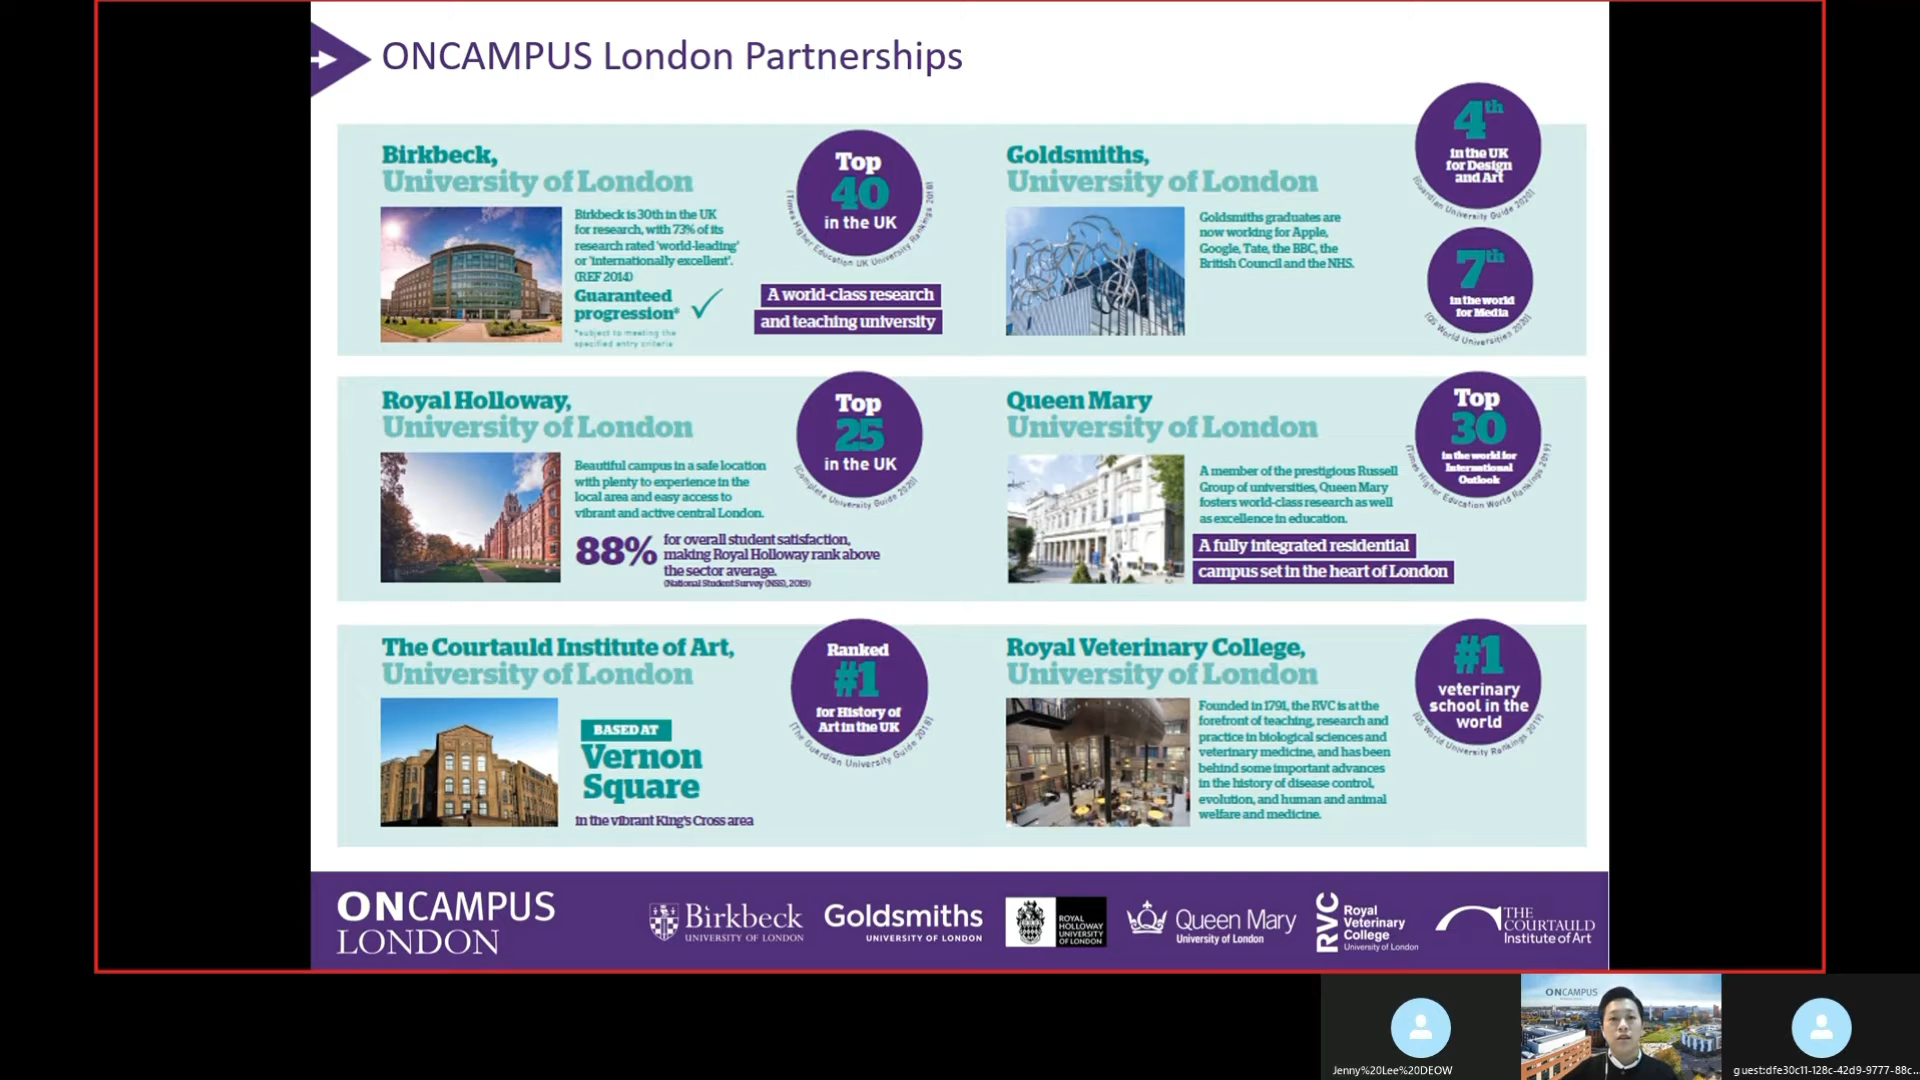 ONCAMPUS London Partnerships
Birkbeck,
University of London
Birkbeck is 30th in the UK
for research, with 73% of its
research rated 'world-leading'
or 'internationally excellent'.
(REF 2014)
Guaranteed
progression*
*subject to meeting the
specified entry criteria
Top
40
in the UK
(Times Higher Education UK University Rankings 2018)
A world-class research
and teaching university
Goldsmiths,
University of London
Goldsmiths graduates are
now working for Apple,
Google, Tate, the BBC, the
British Council and the NHS.
4th
in the UK
for Design
and Art
(Guardian University Guide 2020)
7th
in the world
for Media
(QS World Universities 2020)
Royal Holloway,
University of London
Beautiful campus in a safe location
with plenty to experience in the
local area and easy access to
vibrant and active central London.
88%
for overall student satisfaction,
making Royal Holloway rank above
the sector average.
(National Student Survey (NSS), 2019)
Top
25
in the UK
(Complete University Guide 2020)
Queen Mary
University of London
A member of the prestigious Russell
Group of universities, Queen Mary
fosters world-class research as well
as excellence in education.
A fully integrated residential
campus set in the heart of London
Top
30
in the world for
International
Outlook
(Times Higher Education World Rankings 2019)
The Courtauld Institute of Art,
University of London
BASED AT
Vernon
Square
in the vibrant King's Cross area
Ranked
#1
for History of
Art in the UK
(The Guardian University Guide 2018)
Royal Veterinary College,
University of London
Founded in 1791, the RVC is at the
forefront of teaching, research and
practice in biological sciences and
veterinary medicine, and has been
behind some important advances
in the history of disease control,
evolution, and human and animal
welfare and medicine.
#1
veterinary
school in the
world
(QS World University Rankings 2019)
ONCAMPUS
LONDON
Birkbeck
UNIVERSITY OF LONDON
Goldsmiths
UNIVERSITY OF LONDON
ROYAL
HOLLOWAY
UNIVERSITY
OF LONDON
Queen Mary
University of London
RVC
Royal
Veterinary
College
University of London
THE
COURTAULD
Institute of Art
Jenny%20Lee%20DEOW
ONCAMPUS
guest:dfe30c11-128c-42d9-9777-88c...